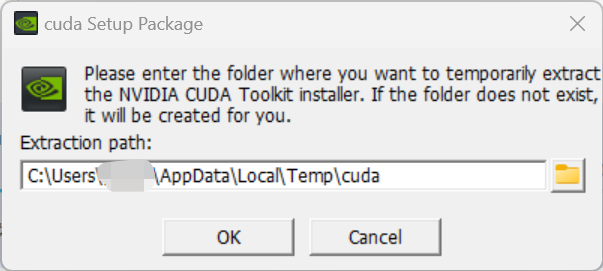 cuda Setup Package
Please enter the folder where you want to temporarily extract
the NVIDIA CUDA Toolkit installer. If the folder does not exist,
it will be created for you.
Extraction path:
C:\Users\ \AppData\Local\Temp\cuda
OK
Cancel